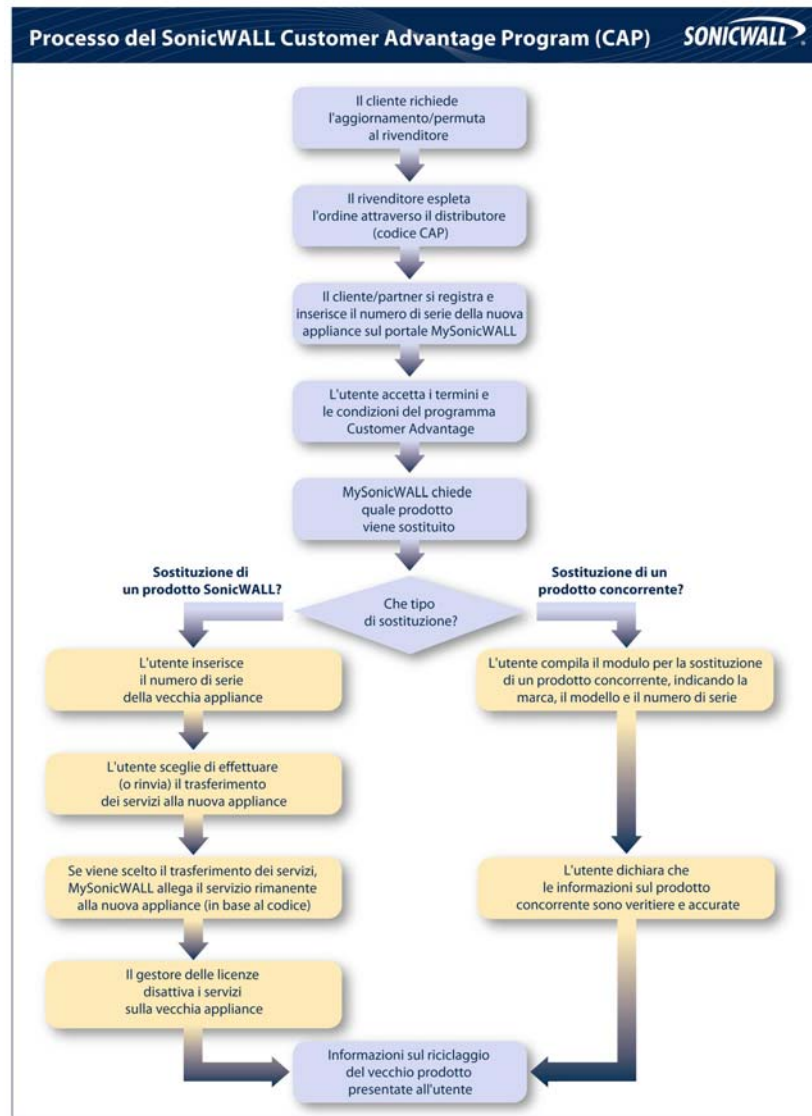 Processo del SonicWALL Customer Advantage Program (CAP)
SONICWALL
Il cliente richiede
l'aggiornamento/permuta
al rivenditore
Il rivenditore espleta
l'ordine attraverso il distributore
(codice CAP)
Il cliente/partner si registra e
inserisce il numero di serie della nuova
appliance sul portale MySonicWALL
L'utente accetta i termini e
le condizioni del programma
Customer Advantage
MySonicWALL chiede
quale prodotto
viene sostituito
Che tipo
di sostituzione?
Sostituzione di
un prodotto SonicWALL?
L'utente inserisce
il numero di serie
della vecchia appliance
L'utente sceglie di effettuare
(o rinvia) il trasferimento
dei servizi alla nuova appliance
Se viene scelto il trasferimento dei servizi,
MySonicWALL allega il servizio rimanente
alla nuova appliance (in base al codice)
Il gestore delle licenze
disattiva i servizi
sulla vecchia appliance
Sostituzione di un
prodotto concorrente?
L'utente compila il modulo per la sostituzione
di un prodotto concorrente, indicando la
marca, il modello e il numero di serie
L'utente dichiara che
le informazioni sul prodotto
concorrente sono veritiere e accurate
Informazioni sul riciclaggio
del vecchio prodotto
presentate all'utente